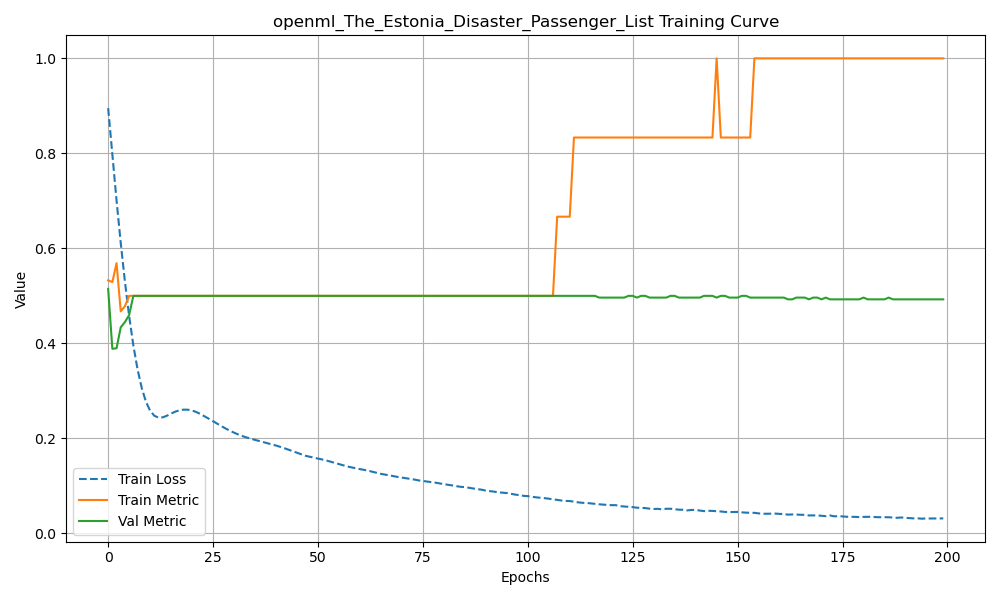 openml_The_Estonia_Disaster_Passenger_List Training Curve
1.0
0.8
0.6
0.4
0.2
0.0
Value
Train Loss
Train Metric
Val Metric
0 25 50 75 100 125 150 175 200
Epochs